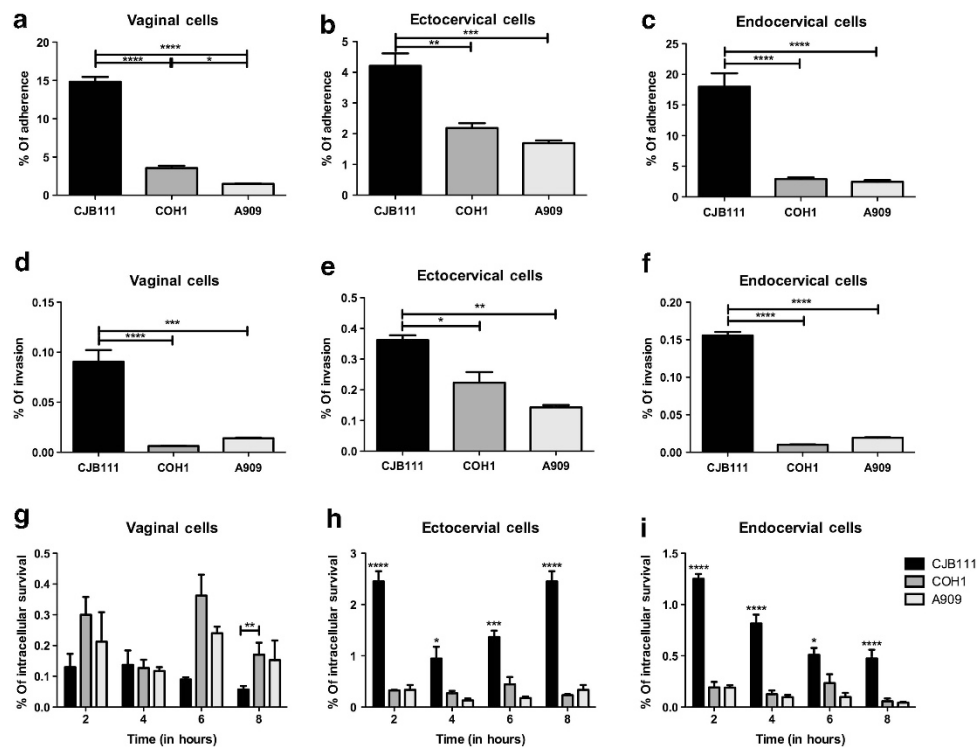 a
Vaginal cells
% Of adherence
20
15
10
5
0
****
****
*
CJB111 COH1 A909
b
Ectocervical cells
% Of adherence
5
4
3
2
1
0
***
**
CJB111 COH1 A909
c
Endocervical cells
% Of adherence
25
20
15
10
5
0
****
****
CJB111 COH1 A909
d
Vaginal cells
% Of invasion
0.15
0.10
0.05
0.00
***
****
CJB111 COH1 A909
e
Ectocervical cells
% Of invasion
0.5
0.4
0.3
0.2
0.1
0.0
**
*
CJB111 COH1 A909
f
Endocervical cells
% Of invasion
0.20
0.15
0.10
0.05
0.00
****
****
CJB111 COH1 A909
g
Vaginal cells
% Of intracellular survival
0.5
0.4
0.3
0.2
0.1
0.0
**
2 4 6 8
Time (in hours)
h
Ectocervial cells
% Of intracellular survival
3
2
1
0
****
*
***
****
2 4 6 8
Time (in hours)
i
Endocervial cells
% Of intracellular survival
1.5
1.0
0.5
0.0
****
****
*
****
2 4 6 8
Time (in hours)
CJB111
COH1
A909